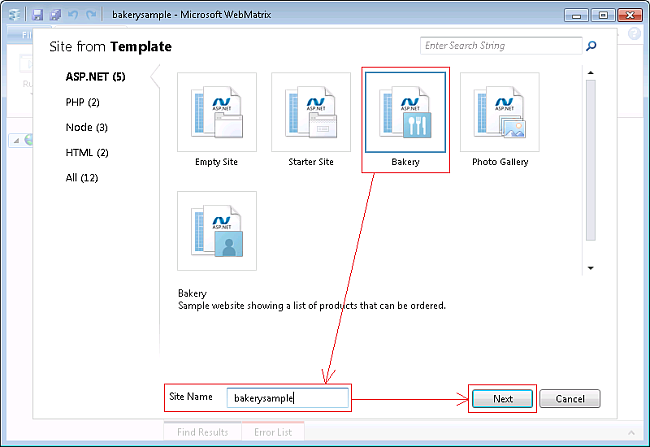 bakerysample - Microsoft WebMatrix
Site from Template
Enter Search String
ASP.NET (5)
PHP (2)
Node (3)
HTML (2)
All (12)
ASP.NET
ASP.NET
ASP.NET
ASP.NET
Empty Site
Starter Site
Bakery
Photo Gallery
ASP.NET
Bakery
Sample website showing a list of products that can be ordered.
Site Name
bakerysample
Next
Cancel
Find Results
Error List